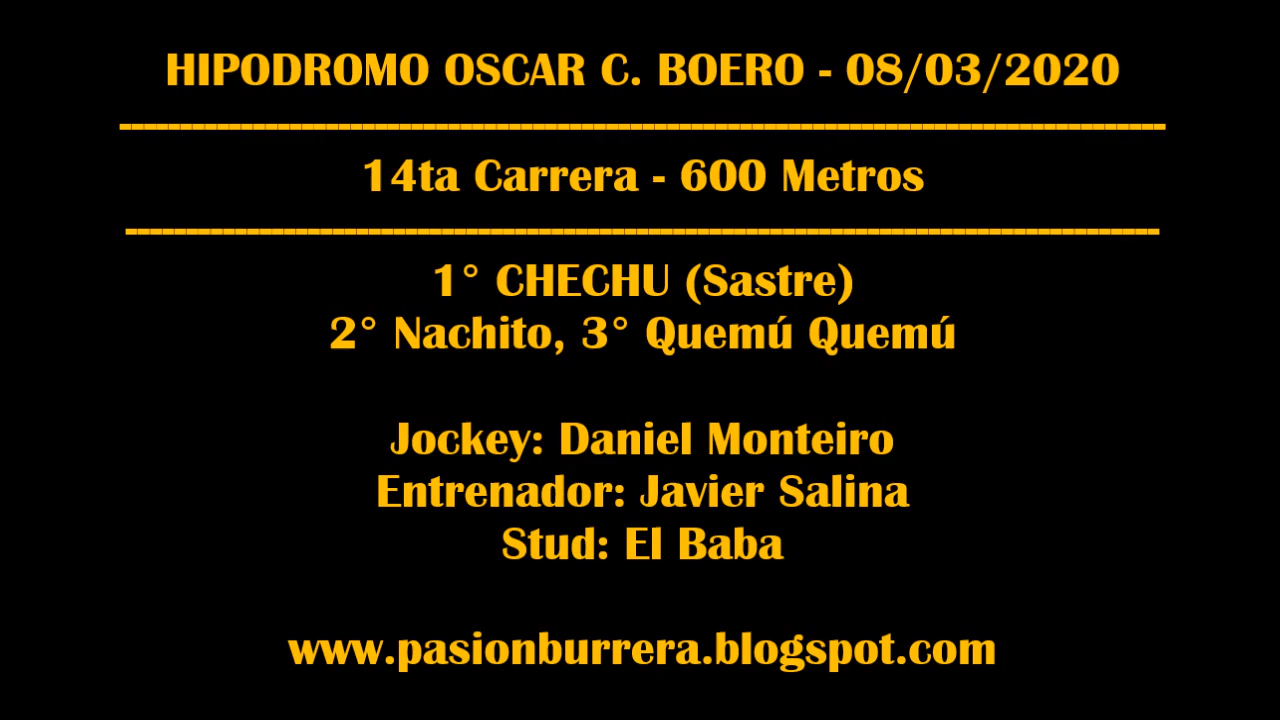 HIPODROMO OSCAR C. BOERO - 08/03/2020
14ta Carrera - 600 Metros
1° CHECHU (Sastre)
2° Nachito, 3° Quemú Quemú
Jockey: Daniel Monteiro
Entrenador: Javier Salina
Stud: El Baba
www.pasionburrera.blogspot.com